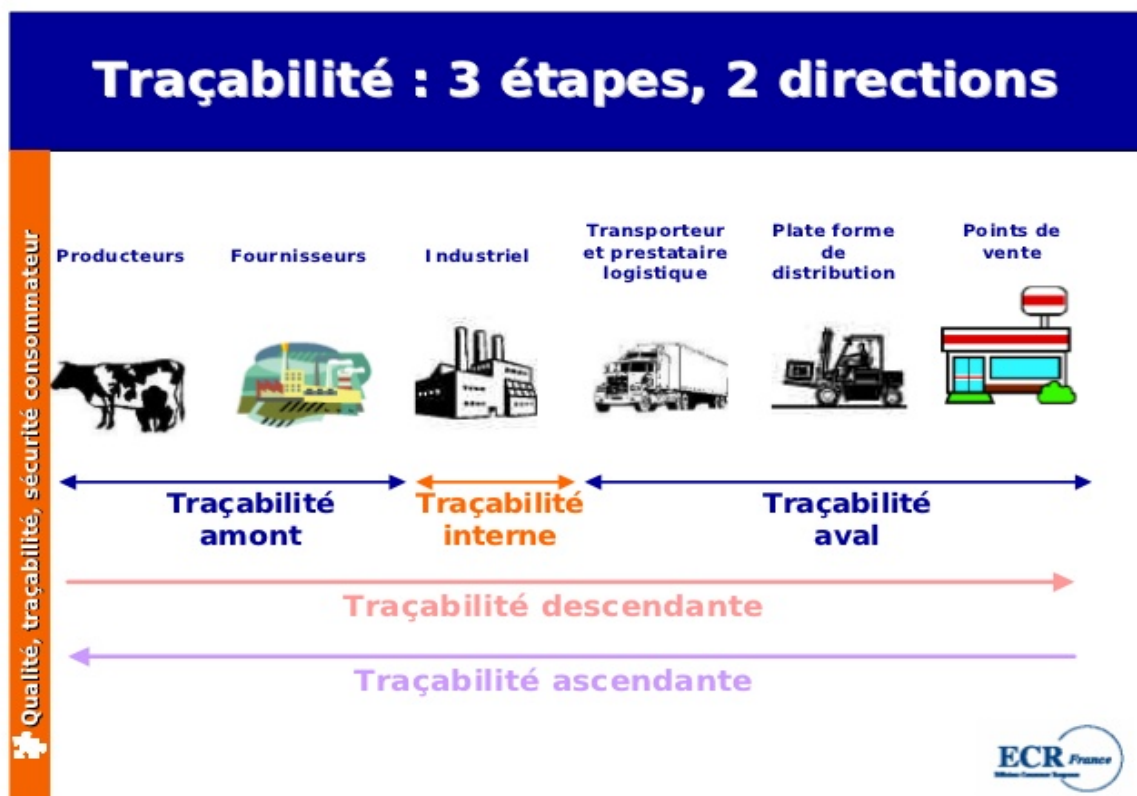 Traçabilité : 3 étapes, 2 directions
Qualité, traçabilité, sécurité consommateur
Producteurs
Fournisseurs
Industriel
Transporteur
et prestataire
logistique
Plate forme
de
distribution
Points de
vente
Traçabilité
amont
Traçabilité
interne
Traçabilité
aval
Traçabilité descendante
Traçabilité ascendante
ECR France